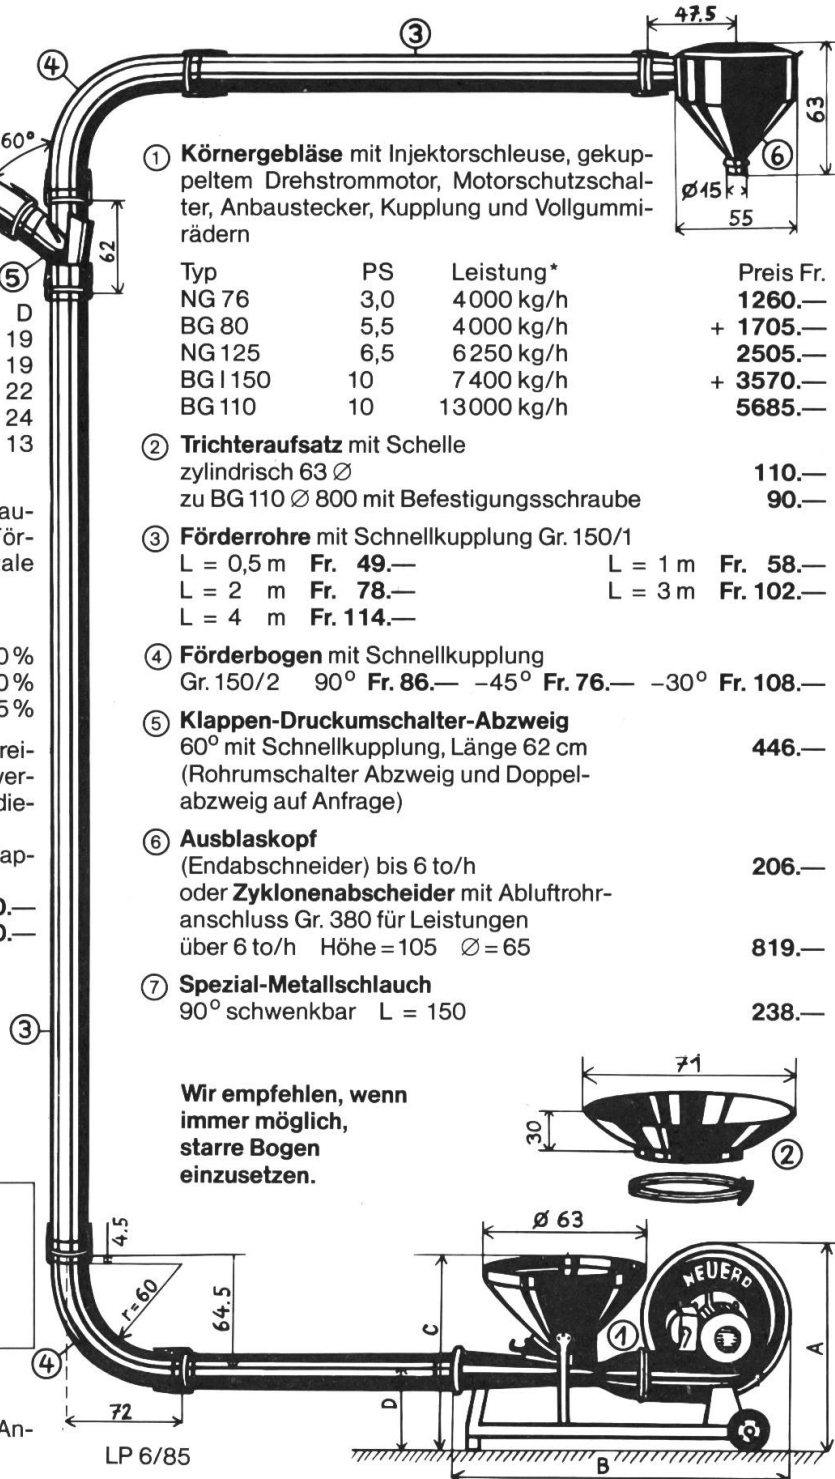 ③
47.5
④
63
60°
⑥
Ø15
55
62
⑤
① Körnergebläse mit Injektorschleuse, gekup-
peltem Drehstrommotor, Motorschutzschal-
ter, Anbaustecker, Kupplung und Vollgummi-
rädern
Typ PS Leistung* Preis Fr.
NG 76 3,0 4000 kg/h 1260.—
BG 80 5,5 4000 kg/h + 1705.—
NG 125 6,5 6250 kg/h 2505.—
BG I 150 10 7400 kg/h + 3570.—
BG 110 10 13000 kg/h 5685.—
D
19
19
22
24
13
② Trichteraufsatz mit Schelle
zylindrisch 63 Ø 110.—
zu BG 110 Ø 800 mit Befestigungsschraube 90.—
③ Förderrohre mit Schnellkupplung Gr. 150/1
L = 0,5 m Fr. 49.— L = 1 m Fr. 58.—
L = 2 m Fr. 78.— L = 3 m Fr. 102.—
L = 4 m Fr. 114.—
④ Förderbogen mit Schnellkupplung
Gr. 150/2 90° Fr. 86.— –45° Fr. 76.— –30° Fr. 108.—
⑤ Klappen-Druckumschalter-Abzweig
60° mit Schnellkupplung, Länge 62 cm 446.—
(Rohrumschalter Abzweig und Doppel-
abzweig auf Anfrage)
⑥ Ausblaskopf
(Endabschneider) bis 6 to/h 206.—
oder Zyklonenabscheider mit Abluftrohr-
anschluss Gr. 380 für Leistungen
über 6 to/h Höhe = 105 Ø = 65 819.—
⑦ Spezial-Metallschlauch
90° schwenkbar L = 150 238.—
③
Wir empfehlen, wenn
immer möglich,
starre Bogen
einzusetzen.
71
30
②
Ø 63
4.5
r=60
64.5
C
①
NEUERO
A
④
72
D
B
LP 6/85